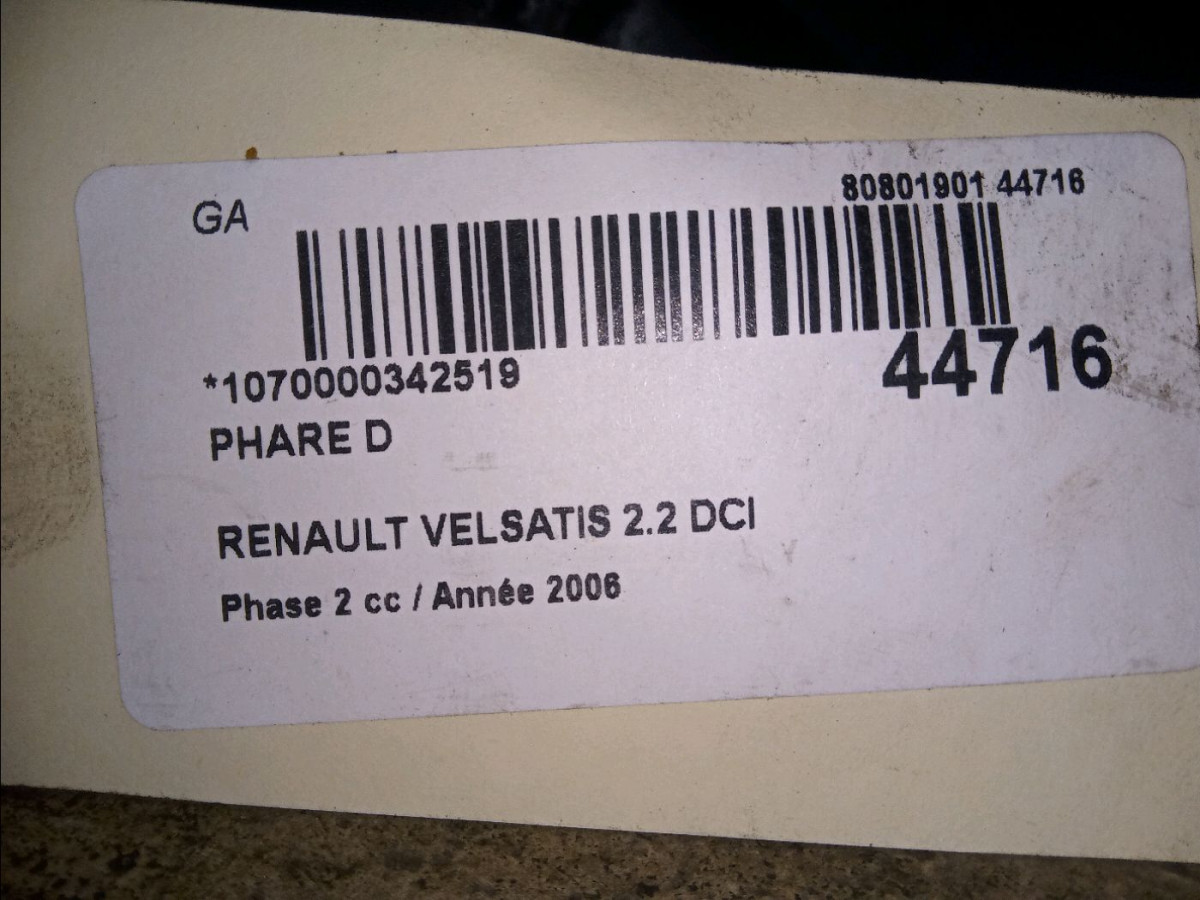 GA
80801901 44716
*1070000342519
44716
PHARE D
RENAULT VELSATIS 2.2 DCI
Phase 2 cc / Année 2006